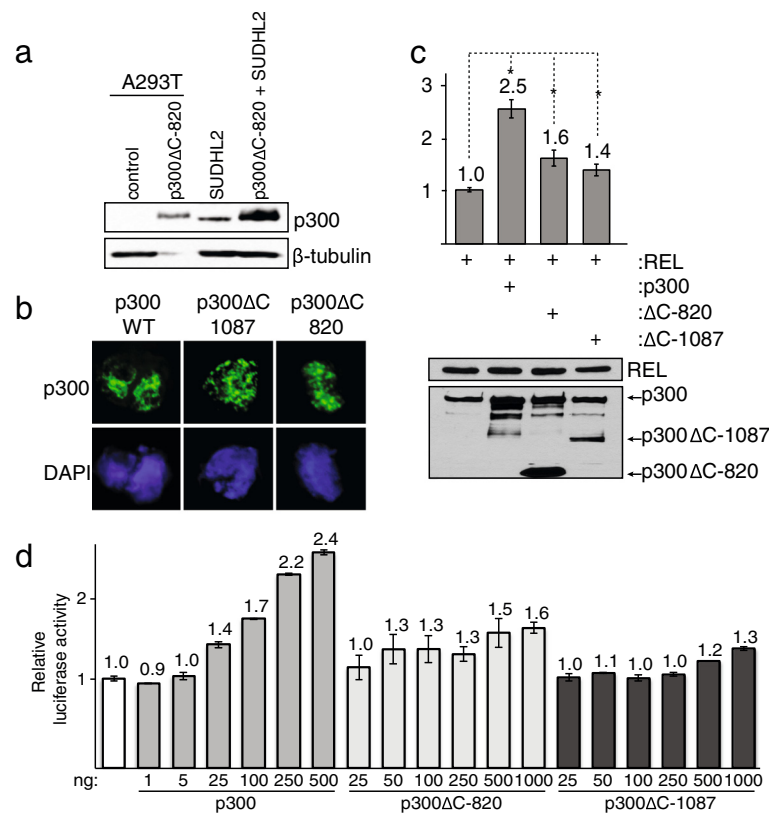 a
A293T
control
p300ΔC-820
SUDHL2
p300ΔC-820 + SUDHL2
p300
β-tubulin
b
p300 WT
p300ΔC 1087
p300ΔC 820
p300
DAPI
c
3
2
1
1.0
* 2.5
* 1.6
* 1.4
+ + + + :REL
+ :p300
+ :ΔC-820
+ :ΔC-1087
REL
p300
p300ΔC-1087
p300ΔC-820
d
Relative
luciferase activity
2
1
1.0 0.9 1.0 1.4 1.7 2.2 2.4 1.0 1.3 1.3 1.3 1.5 1.6 1.0 1.1 1.0 1.0 1.2 1.3
ng: 1 5 25 100 250 500 25 50 100 250 500 1000 25 50 100 250 500 1000
p300 p300ΔC-820 p300ΔC-1087